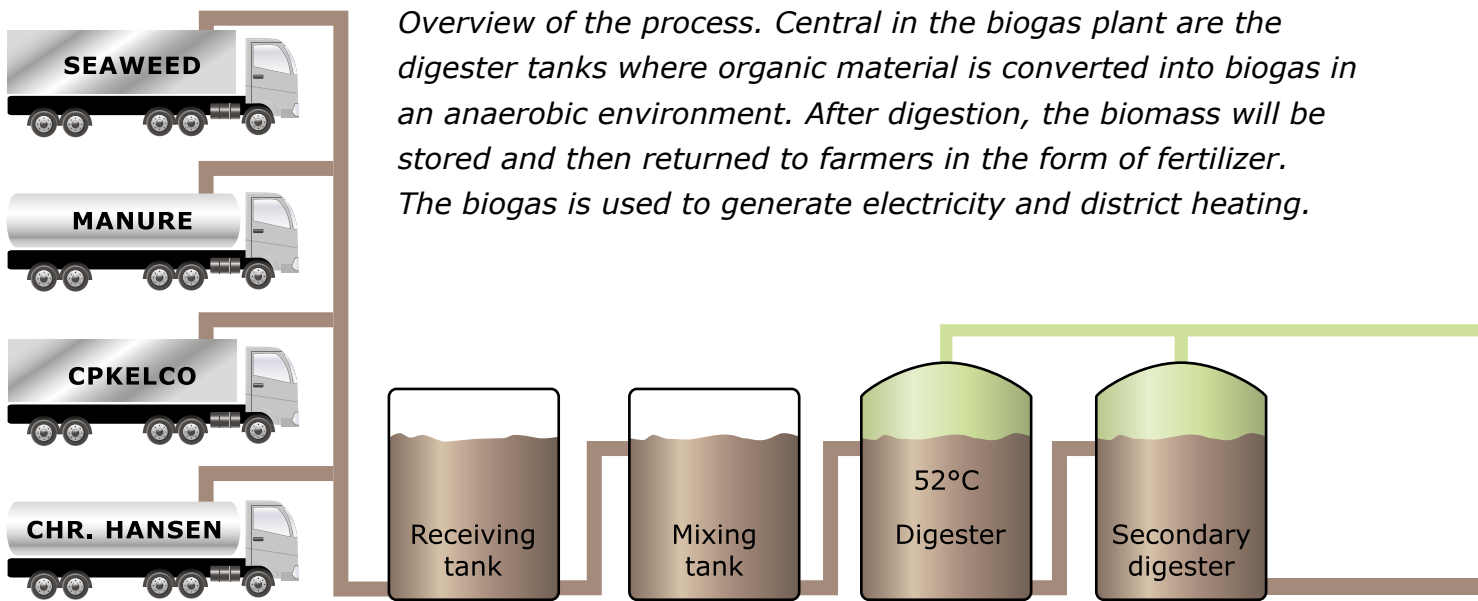 Overview of the process. Central in the biogas plant are the
digester tanks where organic material is converted into biogas in
an anaerobic environment. After digestion, the biomass will be
stored and then returned to farmers in the form of fertilizer.
The biogas is used to generate electricity and district heating.
SEAWEED
MANURE
CPKELCO
CHR. HANSEN
Receiving
tank
Mixing
tank
52°C
Digester
Secondary
digester